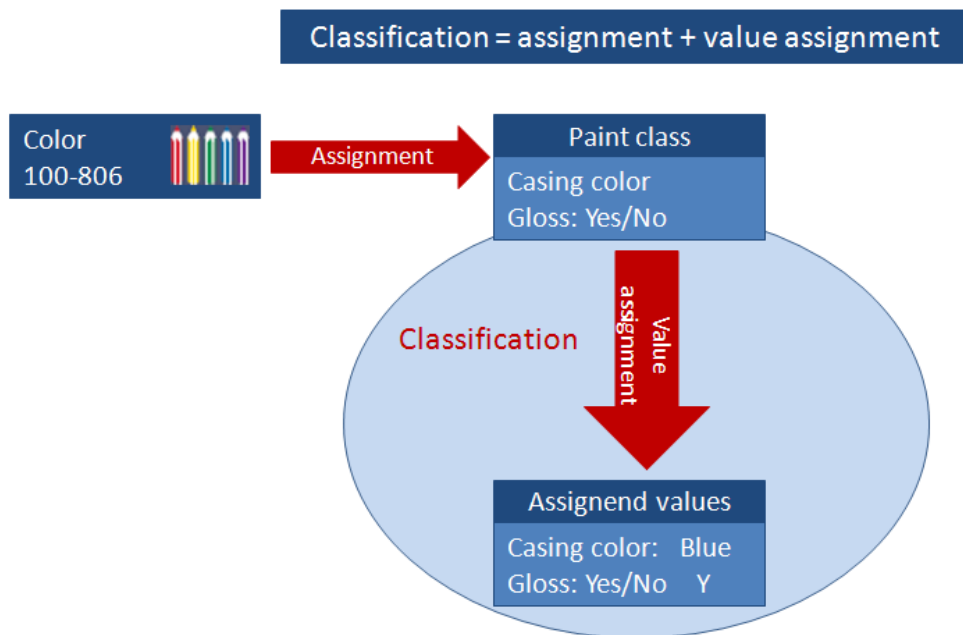 Classification = assignment + value assignment
Color
100-806
Assignment
Paint class
Casing color
Gloss: Yes/No
Classification
Value
assignment
Assignend values
Casing color: Blue
Gloss: Yes/No Y